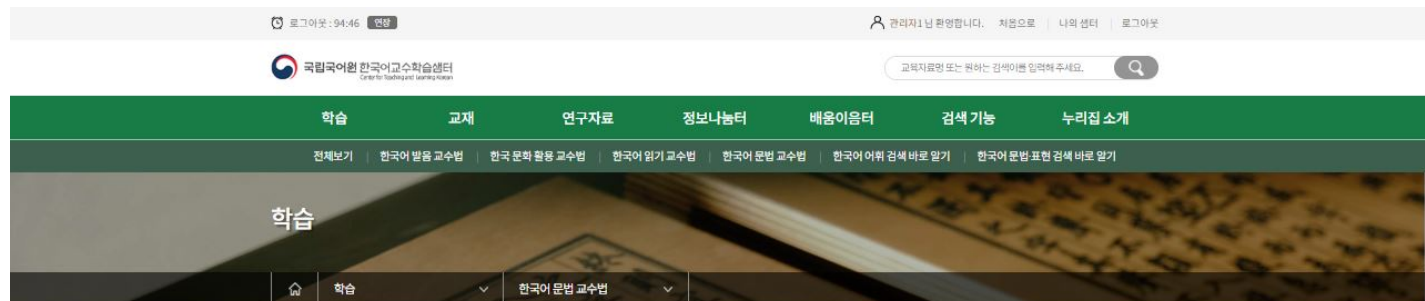 로그아웃 : 94:46 연장 관리자1 님 환영합니다. 처음으로 | 나의 센터 | 로그아웃
국립국어원 한국어교수학습샘터
Center for Teaching and Learning Korean
교육자료명 또는 원하는 검색어를 입력해 주세요.
학습 교재 연구자료 정보나눔터 배움이음터 검색 기능 누리집 소개
전체보기 | 한국어 발음 교수법 | 한국 문화 활용 교수법 | 한국어 읽기 교수법 | 한국어 문법 교수법 | 한국어 어휘 검색 바로 알기 | 한국어 문법·표현 검색 바로 알기
학습
학습 한국어 문법 교수법